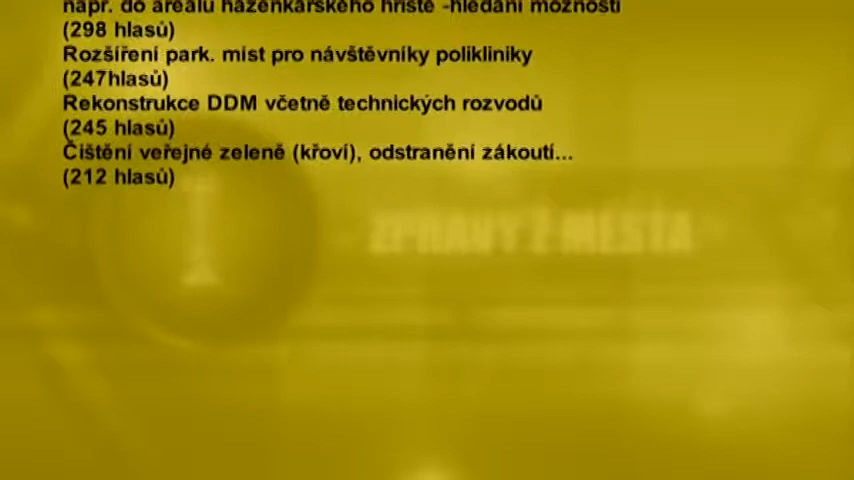 např. do areálu házenkářského hřiště -hledání možností
(298 hlasů)
Rozšíření park. míst pro návštěvníky polikliniky
(247hlasů)
Rekonstrukce DDM včetně technických rozvodů
(245 hlasů)
Čištění veřejné zeleně (křoví), odstranění zákoutí...
(212 hlasů)
ZPRÁVY Z MĚSTA